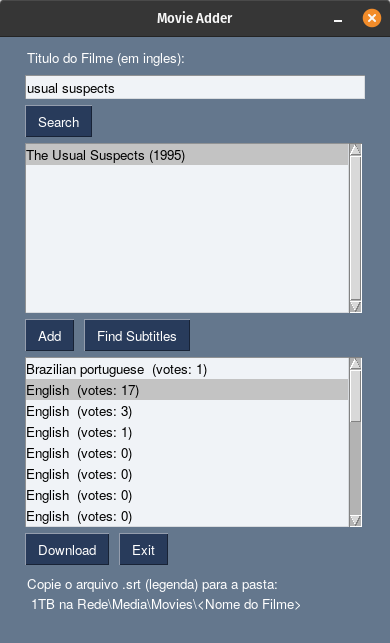 Movie Adder
Titulo do Filme (em ingles):
usual suspects
Search
The Usual Suspects (1995)
Add Find Subtitles
Brazilian portuguese  (votes: 1)
English  (votes: 17)
English  (votes: 3)
English  (votes: 1)
English  (votes: 0)
English  (votes: 0)
English  (votes: 0)
English  (votes: 0)
Download Exit
Copie o arquivo .srt (legenda) para a pasta:
1TB na Rede\Media\Movies\<Nome do Filme>